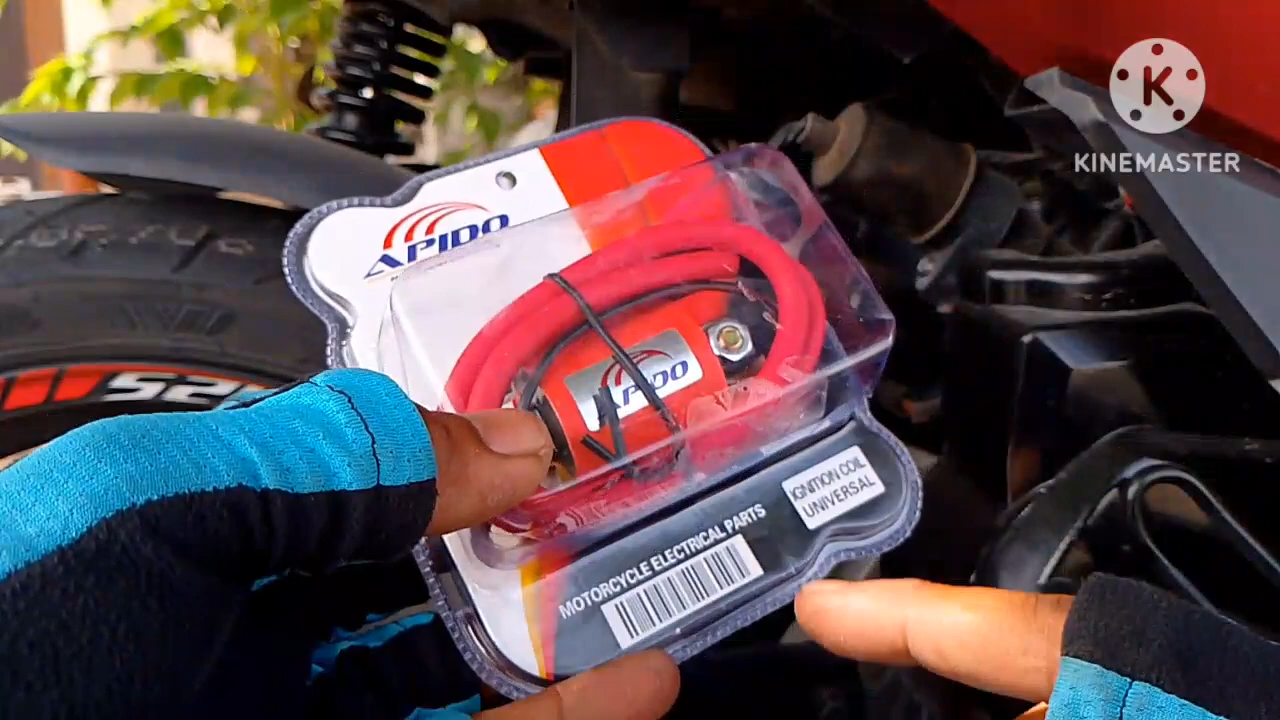 KINEMASTER
APIDO
APIDO
IGNITION COIL
UNIVERSAL
MOTORCYCLE ELECTRICAL PARTS